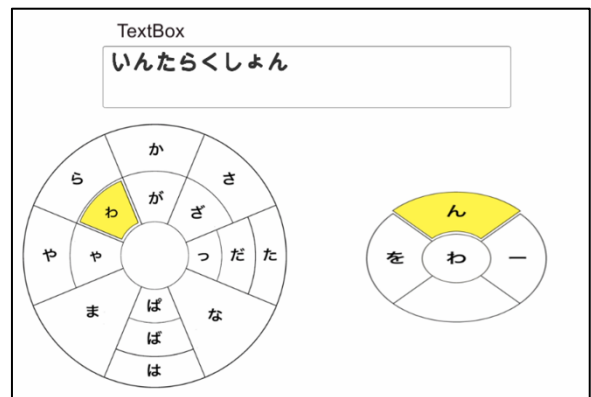 TextBox
いんたらくしょん
か
ら
さ
わ
が
ざ
や
ゃ
っ
だ
た
ま
な
ぱ
ば
は
ん
を
わ
ー